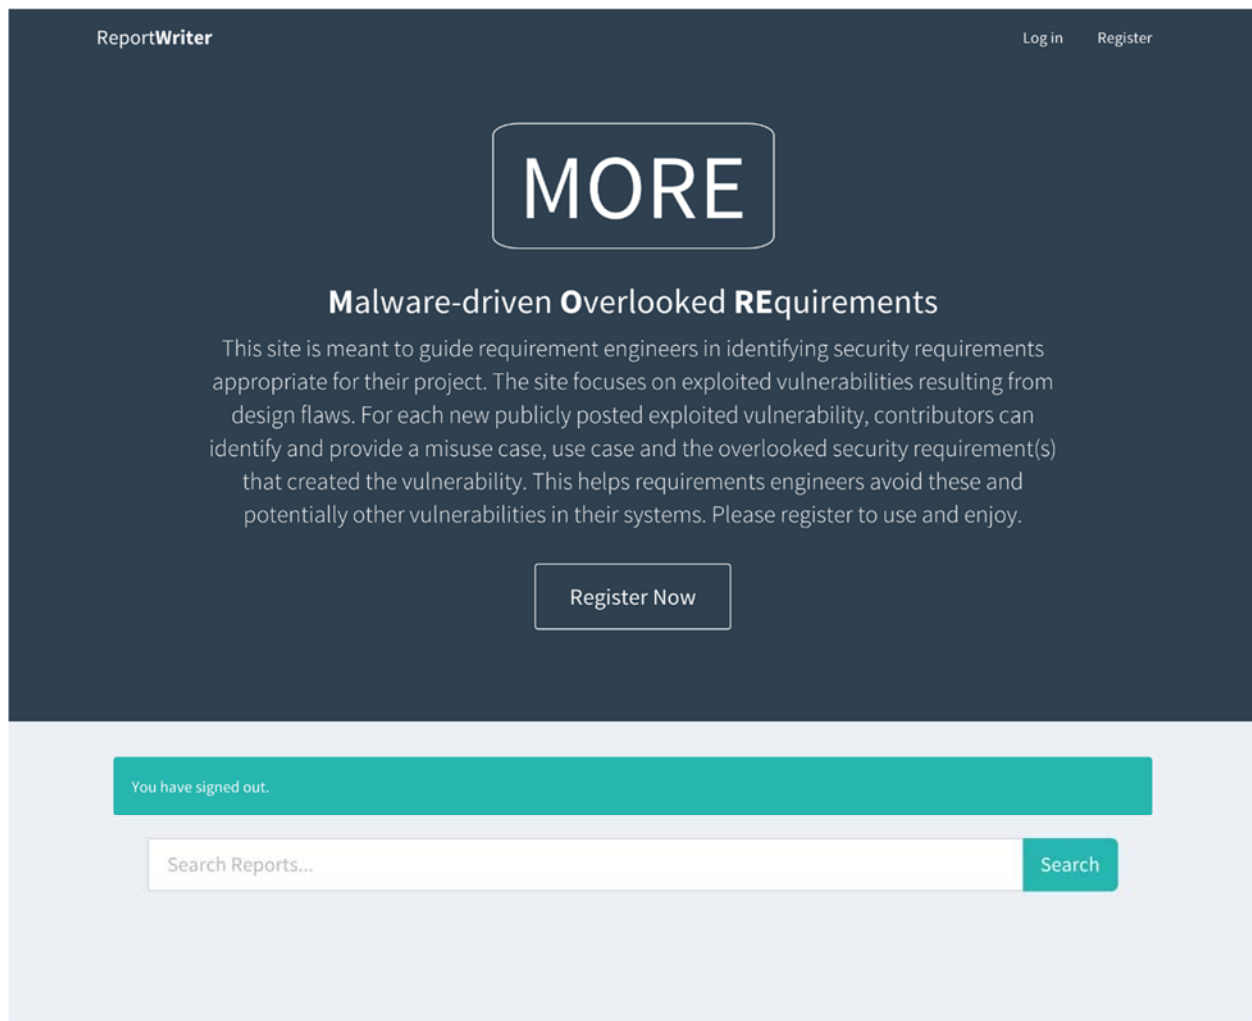 ReportWriter
Log in
Register
MORE
Malware-driven Overlooked REquirements
This site is meant to guide requirement engineers in identifying security requirements
appropriate for their project. The site focuses on exploited vulnerabilities resulting from
design flaws. For each new publicly posted exploited vulnerability, contributors can
identify and provide a misuse case, use case and the overlooked security requirement(s)
that created the vulnerability. This helps requirements engineers avoid these and
potentially other vulnerabilities in their systems. Please register to use and enjoy.
Register Now
You have signed out.
Search Reports...
Search